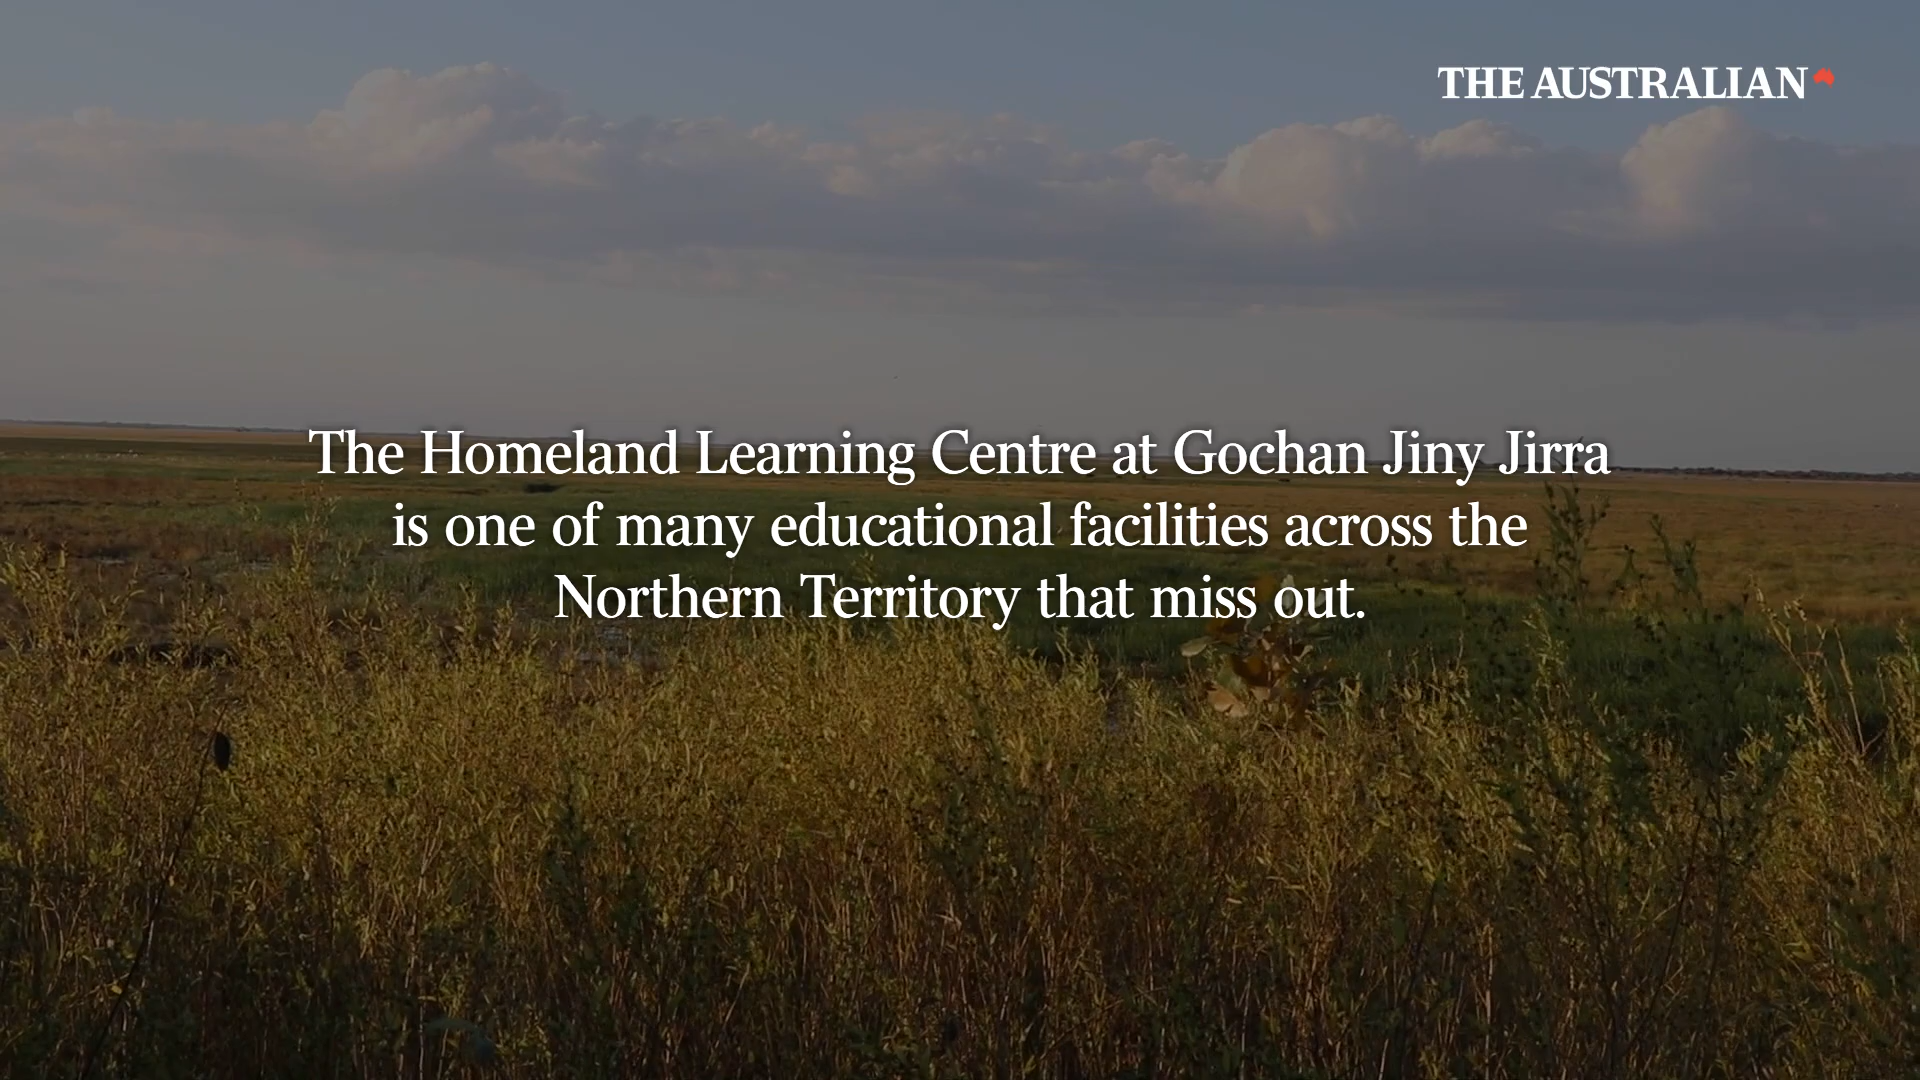 THE AUSTRALIAN
The Homeland Learning Centre at Gochan Jiny Jirra
is one of many educational facilities across the
Northern Territory that miss out.